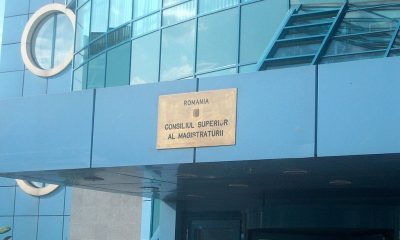 ROMANIA
CONSILIUL SUPERIOR
AL MAGISTRATURII